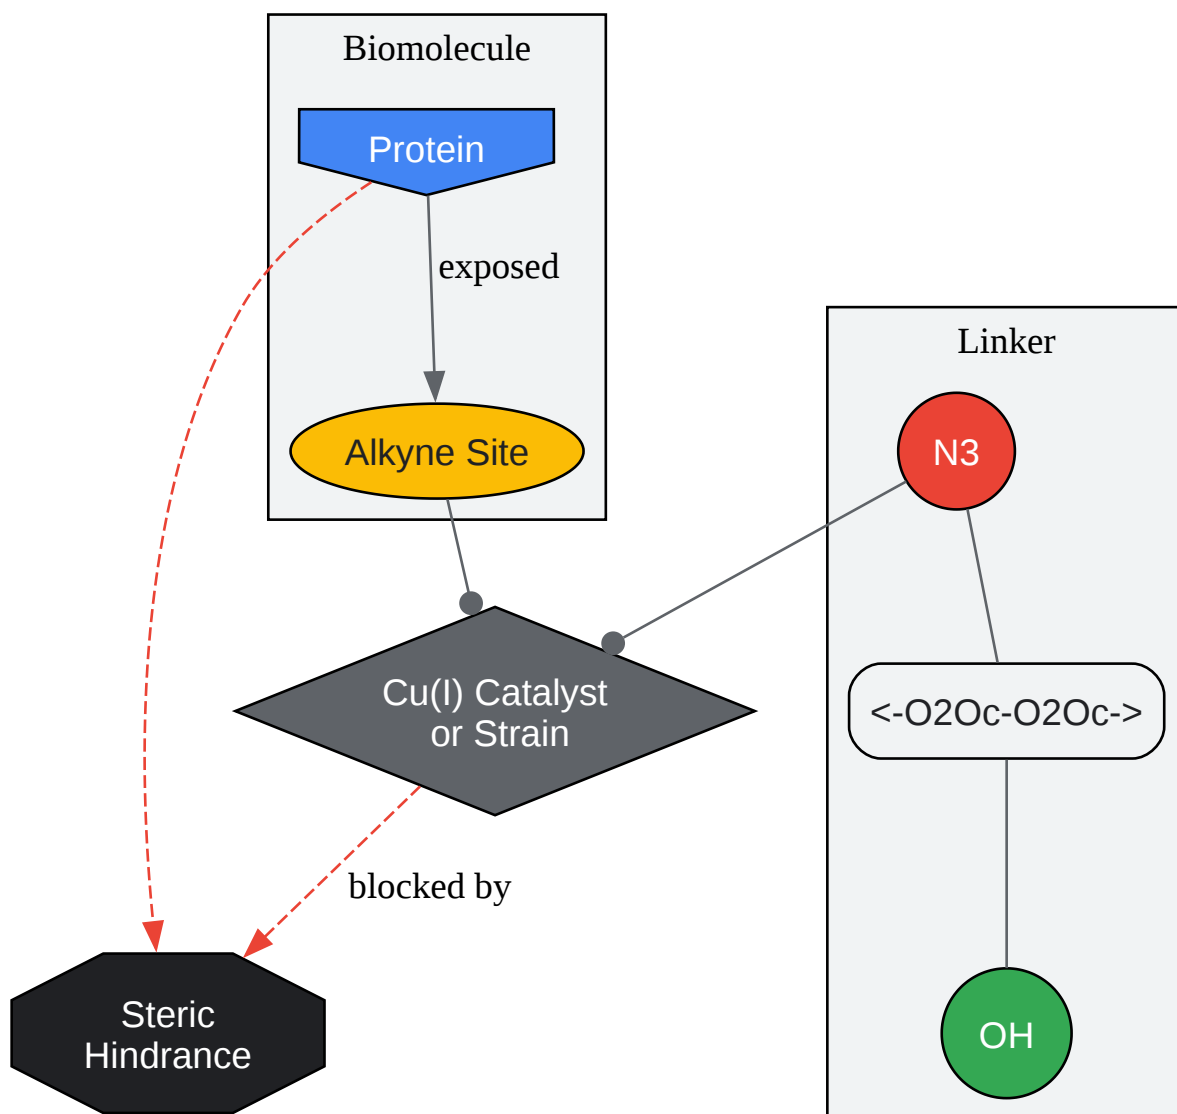 Biomolecule
Protein
exposed
Linker
Alkyne Site
N3
Cu(I) Catalyst
or Strain
<-O2Oc-O2Oc->
blocked by
Steric
Hindrance
OH